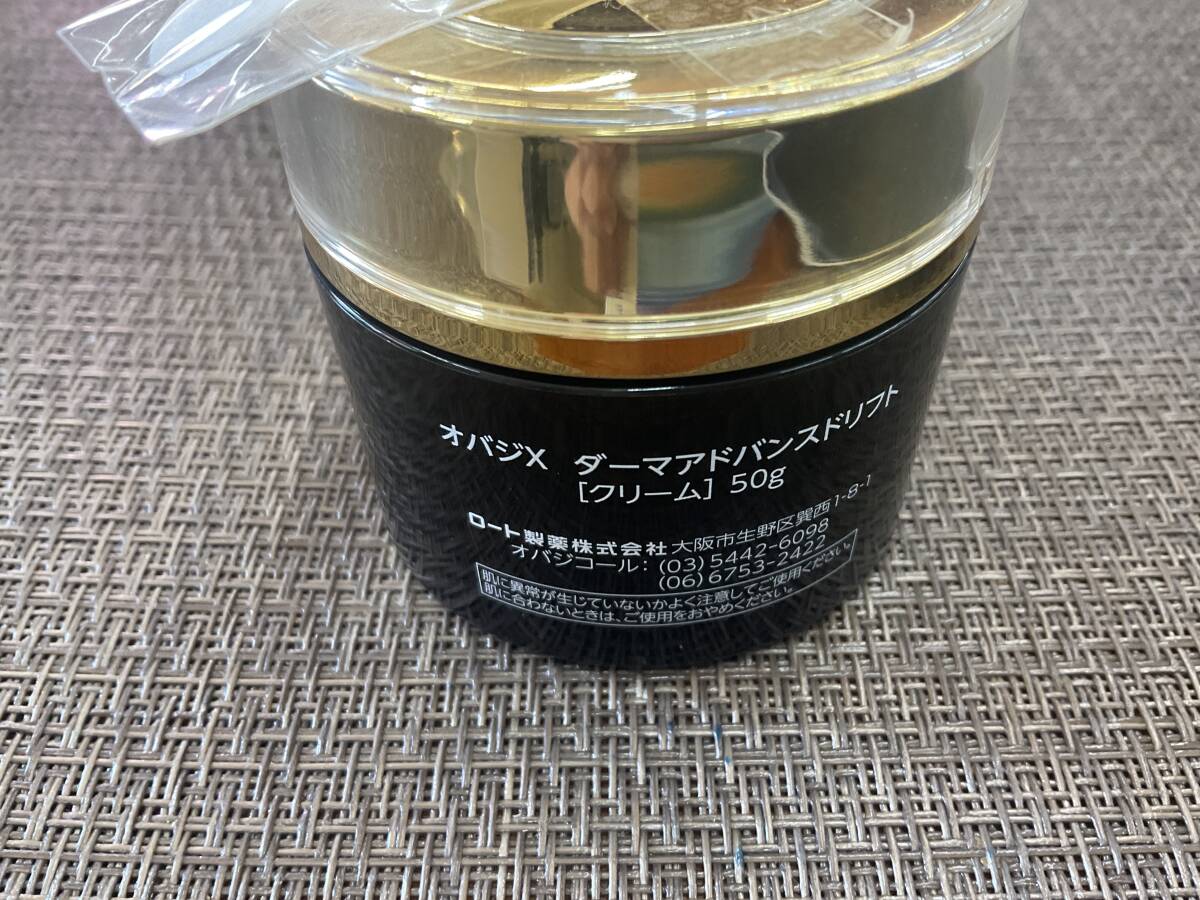 オバジX ダーマアドバンスドリフト
[クリーム] 50g
ロート製薬株式会社 大阪市生野区巽西1-8-1
オバジコール: (03) 5442-6098
(06) 6753-2422
肌に異常が生じていないかよく注意してご使用ください。
肌に合わないときは、ご使用をおやめください。